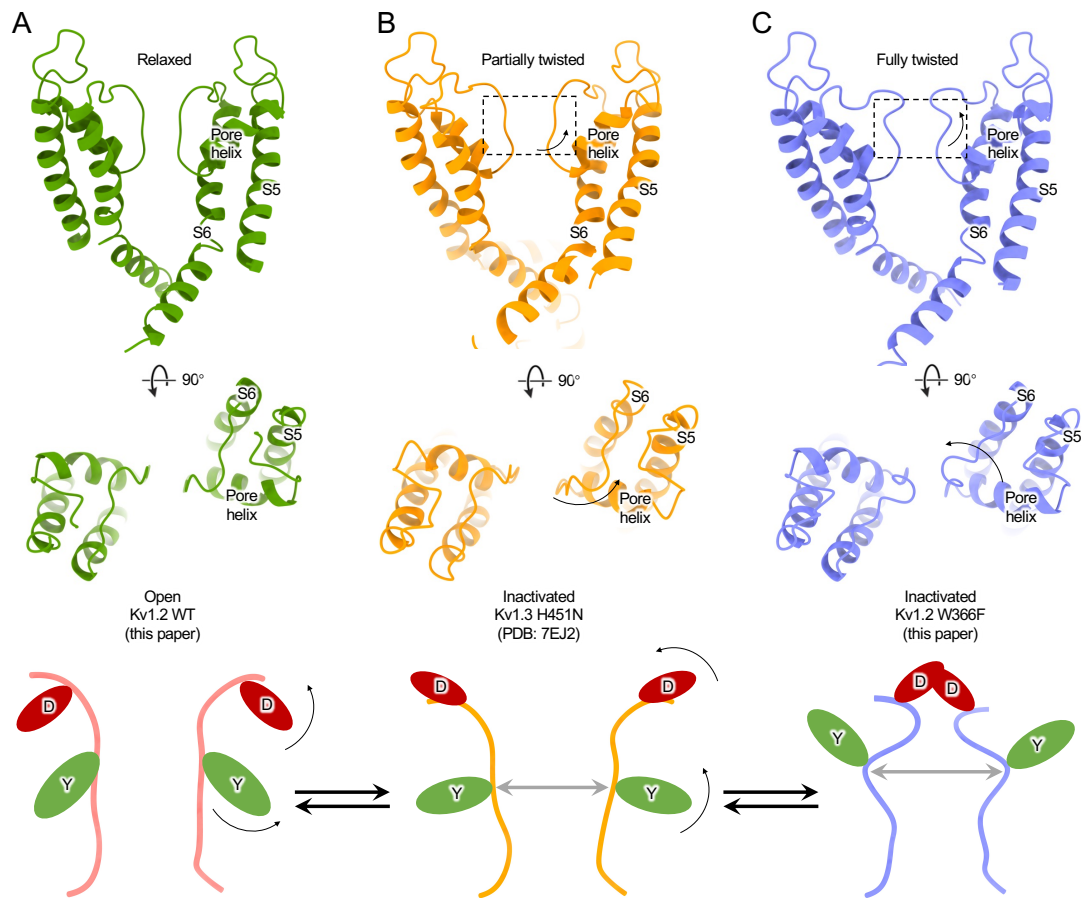 A
Relaxed
Pore
helix
S5
S6
90°
S6
S5
Pore
helix
Open
Kv1.2 WT
(this paper)
D
D
Y
Y
B
Partially twisted
Pore
helix
S5
S6
90°
S6
S5
Pore
helix
Inactivated
Kv1.3 H451N
(PDB: 7EJ2)
D
D
Y
Y
C
Fully twisted
Pore
helix
S5
S6
90°
S6
S5
Pore
helix
Inactivated
Kv1.2 W366F
(this paper)
D
D
Y
Y